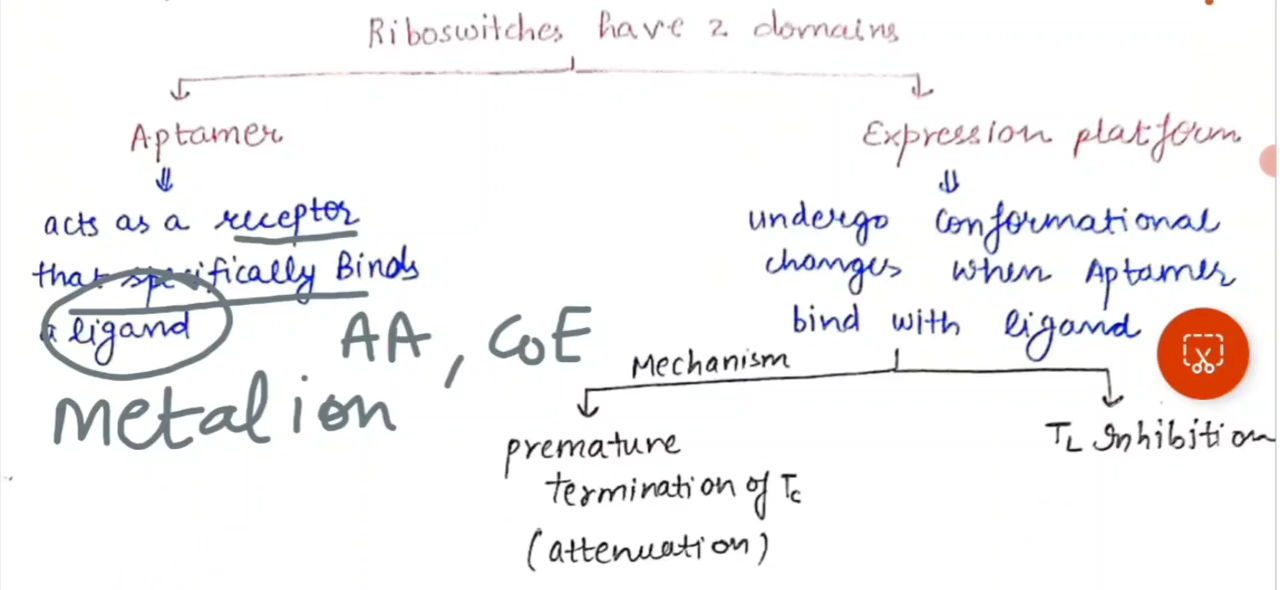 Riboswitches have 2 domains
Aptamer
acts as a receptor
that specifically Binds
a ligand
AA, CoE
Metal ion
Expression platform
undergo conformational
changes when Aptamer
bind with ligand
Mechanism
premature
termination of Tc
(attenuation)
TL Inhibition